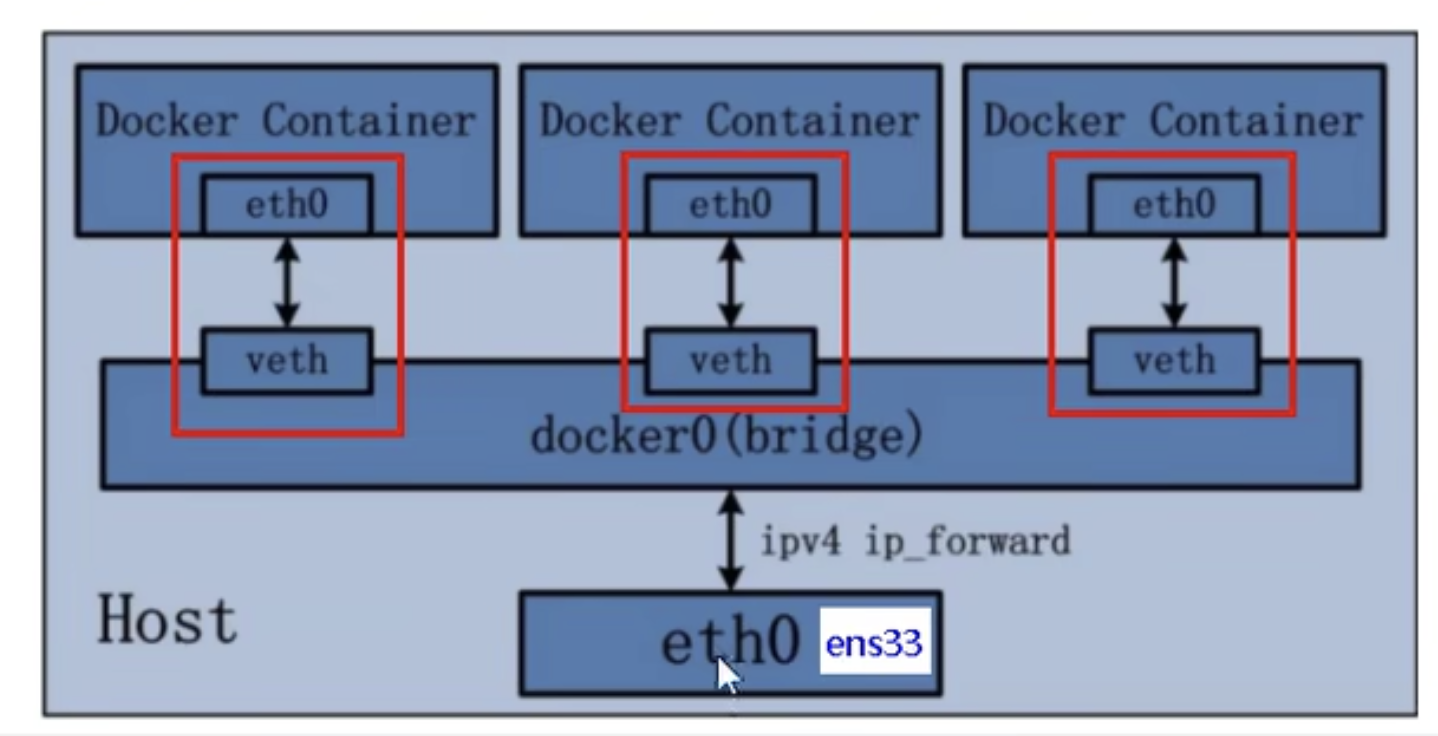 Docker Container
Docker Container
Docker Container
eth0
eth0
eth0
veth
veth
veth
docker0(bridge)
ipv4 ip_forward
Host
eth0
ens33